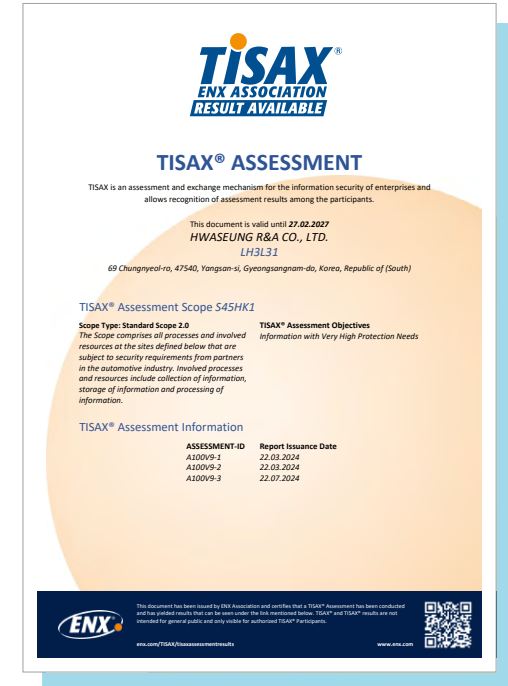 TiSAX®
ENX ASSOCIATION
RESULT AVAILABLE
TISAX® ASSESSMENT
TISAX is an assessment and exchange mechanism for the information security of enterprises and
allows recognition of assessment results among the participants.
This document is valid until 27.02.2027
HWASEUNG R&A CO., LTD.
LH3L31
69 Chungnyeol-ro, 47540, Yangsan-si, Gyeongsangnam-do, Korea, Republic of (South)
TISAX® Assessment Scope S45HK1
Scope Type: Standard Scope 2.0
The Scope comprises all processes and involved
resources at the sites defined below that are
subject to security requirements from partners
in the automotive industry. Involved processes
and resources include collection of information,
storage of information and processing of
information.
TISAX® Assessment Objectives
Information with Very High Protection Needs
TISAX® Assessment Information
ASSESSMENT-ID Report Issuance Date
A100V9-1 22.03.2024
A100V9-2 22.03.2024
A100V9-3 22.07.2024
ENX
This document has been issued by ENX Association and certifies that a TISAX® Assessment has been conducted
and has yielded results that can be seen under the link mentioned below. TISAX® and TISAX® results are not
intended for general public and only visible for authorized TISAX® Participants.
enx.com/TISAX/tisaxassessmentresults www.enx.com